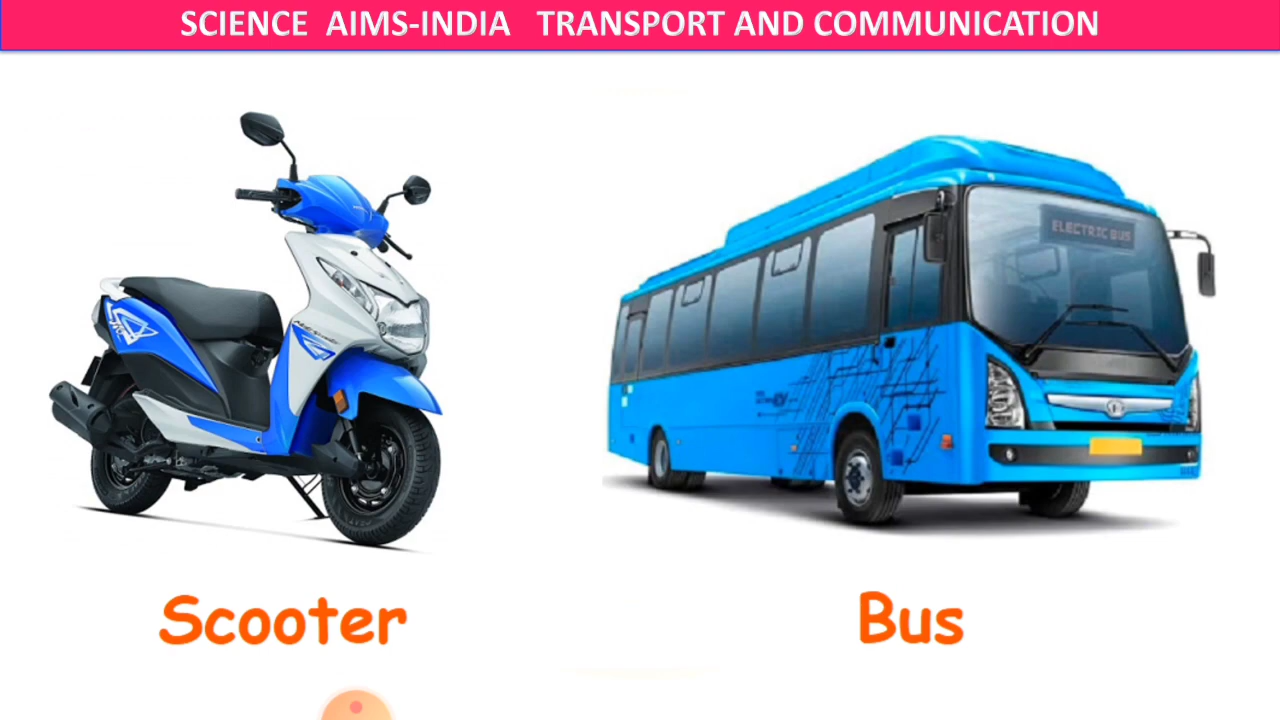 SCIENCE AIMS-INDIA TRANSPORT AND COMMUNICATION
ELECTRIC BUS
Scooter
Bus